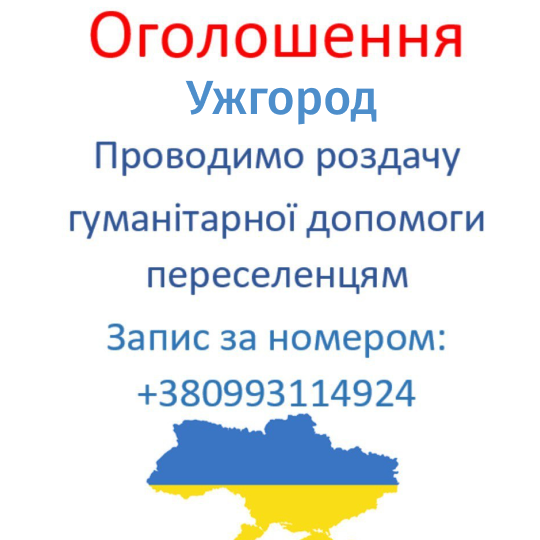 Оголошення
Ужгород
Проводимо роздачу
гуманітарної допомоги
переселенцям
Запис за номером:
+380993114924